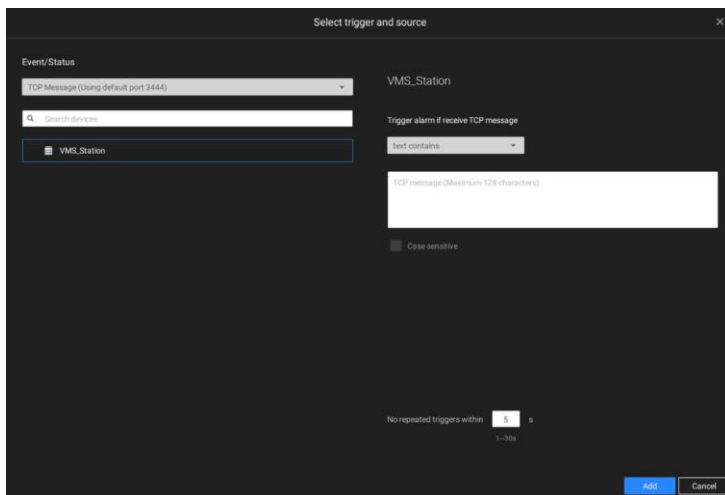 Select trigger and source
Event/Status
TCP Message (Using default port 3444)
Search devices
VMS_Station
VMS_Station
Trigger alarm if receive TCP message
text contains
TCP message (Maximum 128 characters)
Case sensitive
No repeated triggers within 5 s
1~30s
Add Cancel